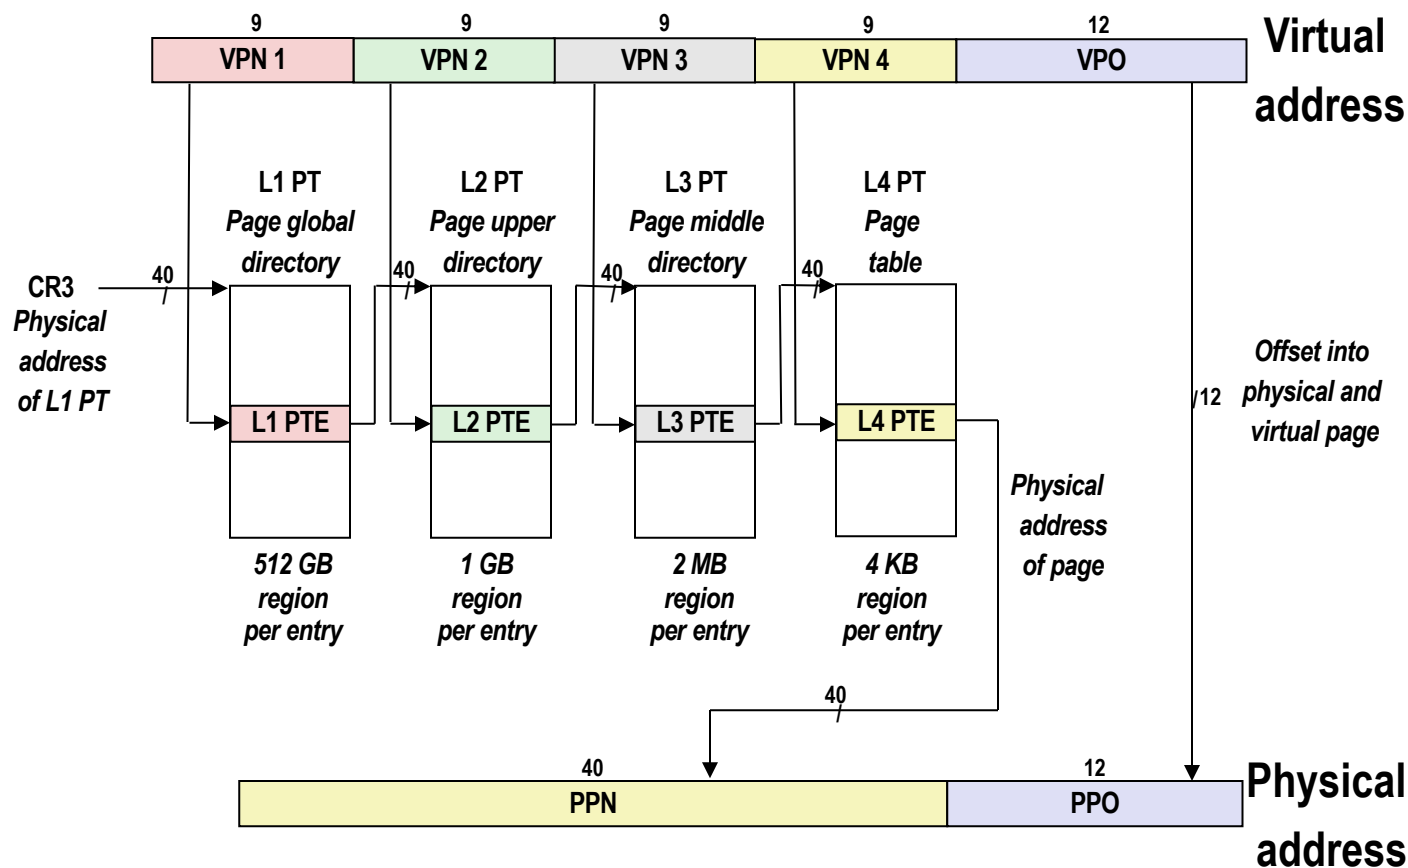 9 9 9 9 12
VPN 1 VPN 2 VPN 3 VPN 4 VPO
Virtual
address
L1 PT
Page global
directory
L2 PT
Page upper
directory
L3 PT
Page middle
directory
L4 PT
Page
table
CR3
Physical
address
of L1 PT
40
40
40
40
L1 PTE
L2 PTE
L3 PTE
L4 PTE
512 GB
region
per entry
1 GB
region
per entry
2 MB
region
per entry
4 KB
region
per entry
Physical
address
of page
12
Offset into
physical and
virtual page
40
40 12
PPN PPO
Physical
address